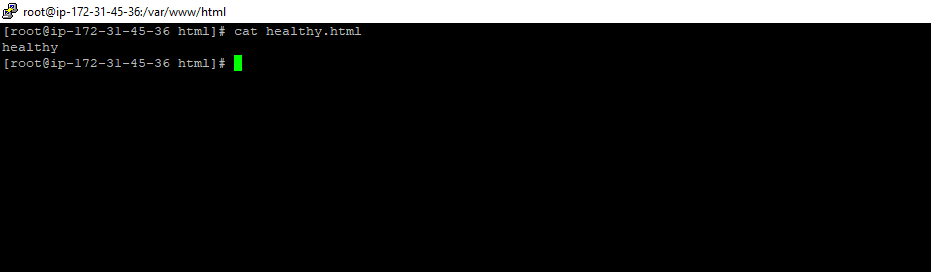 root@ip-172-31-45-36:/var/www/html
[root@ip-172-31-45-36 html]# cat healthy.html
healthy
[root@ip-172-31-45-36 html]#